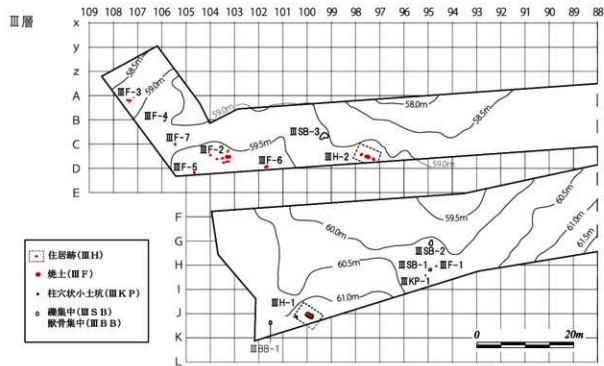 Ⅲ層
109 108 107 106 105 104 103 102 101 100 99 98 97 96 95 94 93 92 91 90 89 88
x
y
z
A
B
C
D
E
F
G
H
I
J
K
L
58.5m
59.0m
ⅢF-3
ⅢF-4
ⅢF-7
ⅢF-5
ⅢF-2
ⅢF-6
59.0m
59.5m
ⅢSB-3
ⅢH-2
58.0m
58.5m
59.0m
59.5m
60.0m
60.5m
61.0m
60.5m
61.0m
61.5m
ⅢSB-2
ⅢSB-1
ⅢF-1
ⅢKP-1
ⅢH-1
ⅢBB-1
住居跡(ⅢH)
焼土(ⅢF)
柱穴状小土坑(ⅢKP)
礫集中(ⅢSB)
獣骨集中(ⅢBB)
0 20m